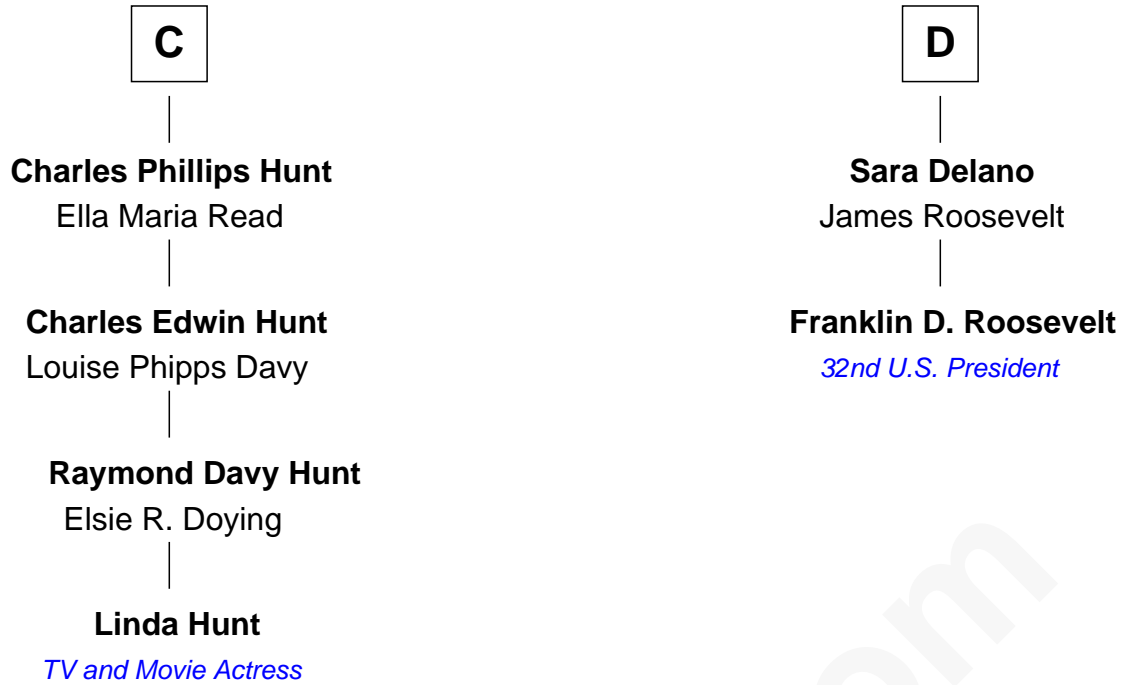 C
Charles Phillips Hunt
Ella Maria Read
Charles Edwin Hunt
Louise Phipps Davy
Raymond Davy Hunt
Elsie R. Doying
Linda Hunt
TV and Movie Actress
D
Sara Delano
James Roosevelt
Franklin D. Roosevelt
32nd U.S. President